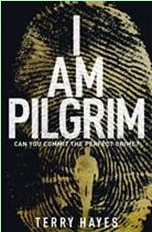 I
AM
PILGRIM
CAN YOU COMMIT THE PERFECT CRIME?
TERRY HAYES